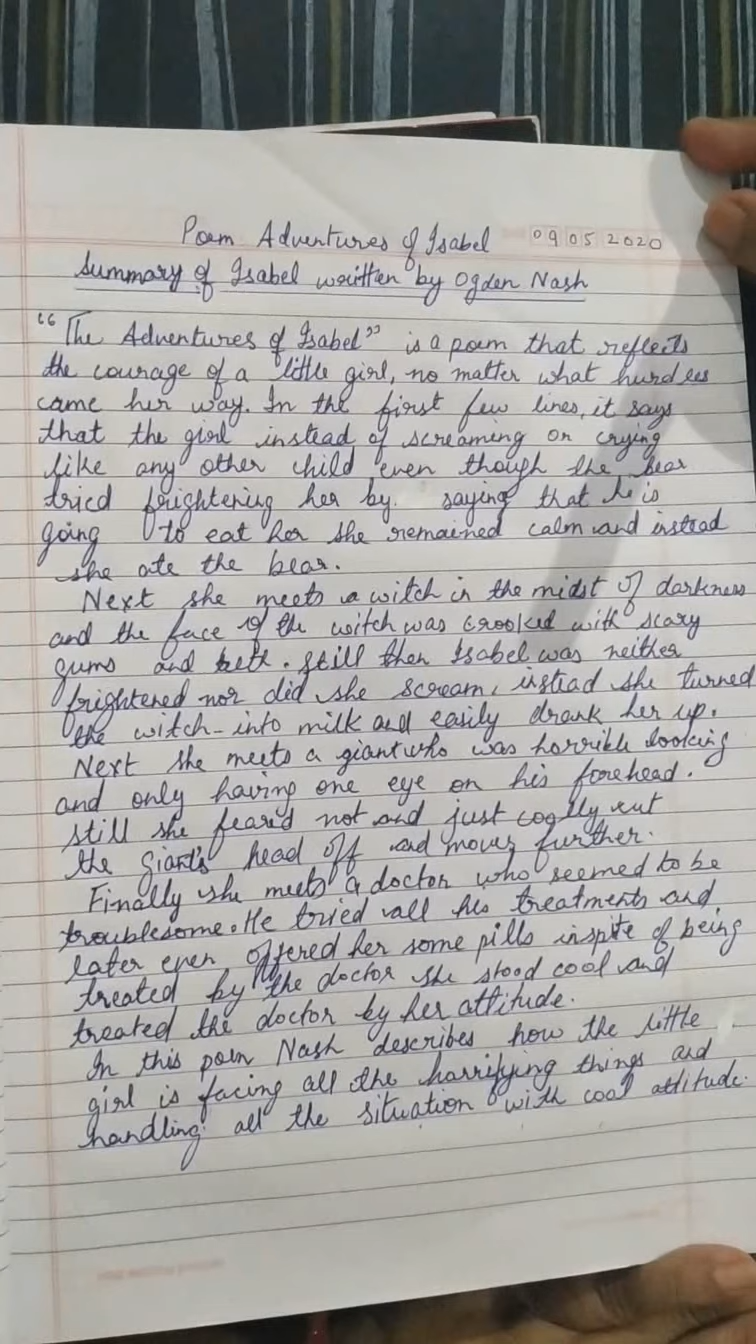 Poem Adventures of Isabel 09 05 2020
Summary of Isabel written by Ogden Nash
"The Adventures of Isabel" is a poem that reflects
the courage of a little girl, no matter what hurdles
came her way. In the first few lines, it says
that the girl instead of screaming or crying
like any other child even though the bear
tried frightening her by saying that he is
going to eat her she remained calm and instead
she ate the bear.
Next she meets a witch in the midst of darkness
and the face of the witch was crooked with scary
gums and teeth. Still then Isabel was neither
frightened nor did she scream, instead she turned
the witch into milk and easily drank her up.
Next she meets a giant who was horrible looking
and only having one eye on his forehead.
still she feared not and just coolly cut
the giant's head off and moves further.
Finally she meets a doctor who seemed to be
troublesome. He tried all his treatments and
later even offered her some pills inspite of being
treated by the doctor she stood cool and
treated the doctor by her attitude.
In this poem Nash describes how the little
girl is facing all the horrifying things and
handling all the situation with cool attitude.